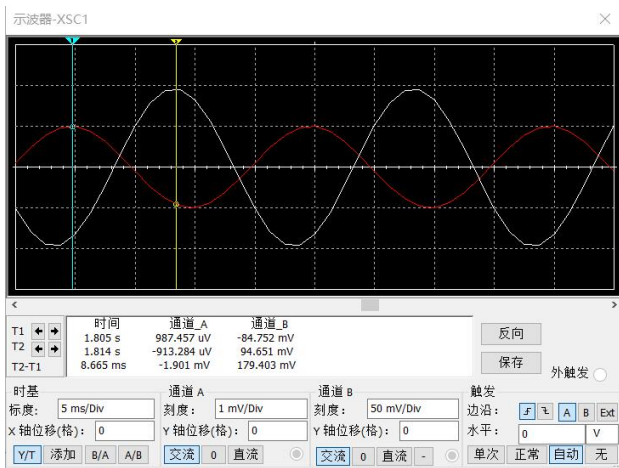 示波器-XSC1
1
2
时间 通道_A 通道_B
T1 1.805 s 987.457 uV -84.752 mV
T2 1.814 s -913.284 uV 94.651 mV
T2-T1 8.665 ms -1.901 mV 179.403 mV
反向
保存
外触发
时基 通道 A 通道 B 触发
标度: 5 ms/Div 刻度: 1 mV/Div 刻度: 50 mV/Div 边沿: A B Ext
X 轴位移(格): 0 Y 轴位移(格): 0 Y 轴位移(格): 0 水平: 0 V
Y/T 添加 B/A A/B 交流 0 直流 交流 0 直流 - 单次 正常 自动 无